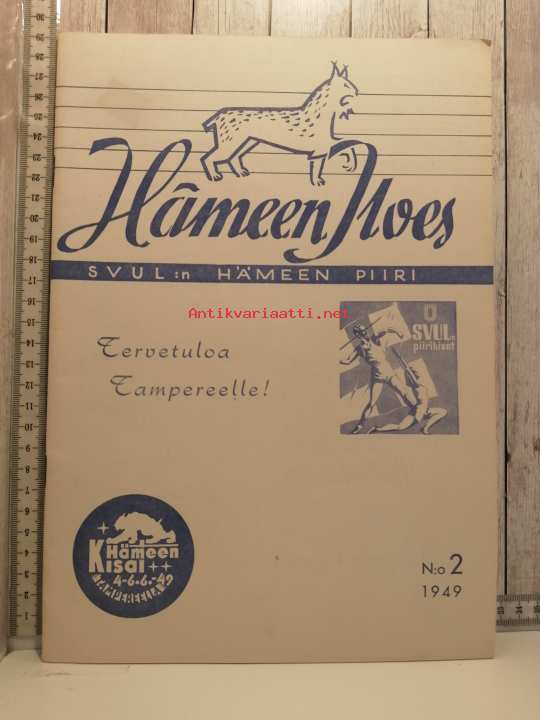 Hämeen Ilves
SVUL:n HÄMEEN PIIRI
Antikvariaatti.net
Tervetuloa
Tampereelle!
SVUL:n
piirikisat
Hämeen
Kisat
4-6.6.-49
TAMPEREELLA
N:o 2
1949